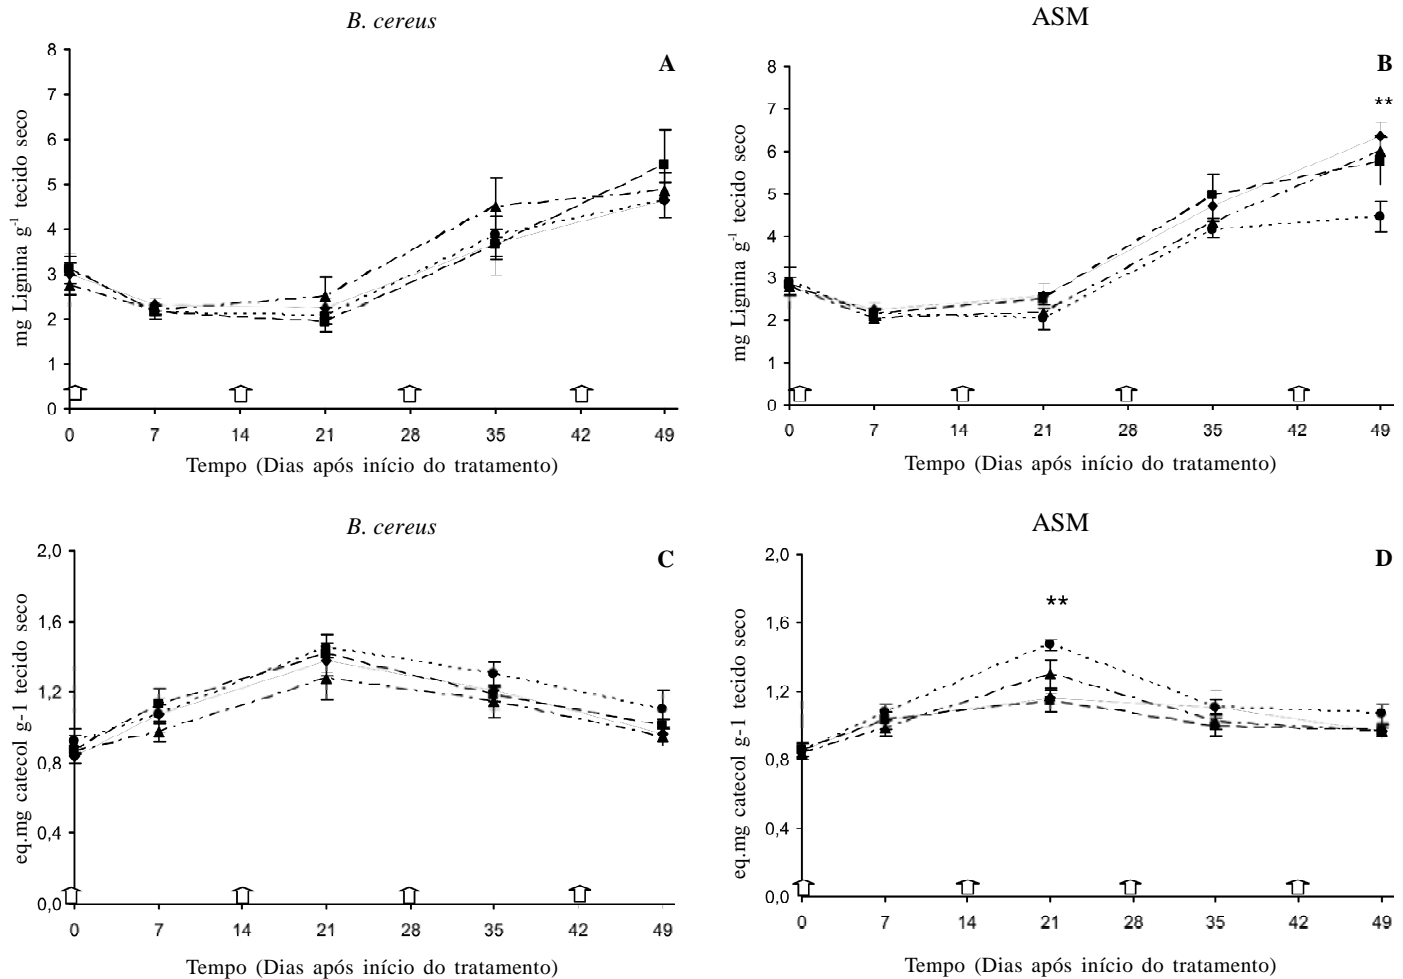 B. cereus
A
mg Lignina g-1 tecido seco
8
7
6
5
4
3
2
1
0
0 7 14 21 28 35 42 49
Tempo (Dias após início do tratamento)
ASM
B
**
mg Lignina g-1 tecido seco
8
7
6
5
4
3
2
1
0
0 7 14 21 28 35 42 49
Tempo (Dias após início do tratamento)
B. cereus
C
eq.mg catecol g-1 tecido seco
2,0
1,6
1,2
0,8
0,4
0,0
0 7 14 21 28 35 42 49
Tempo (Dias após início do tratamento)
ASM
D
**
eq.mg catecol g-1 tecido seco
2,0
1,6
1,2
0,8
0,4
0,0
0 7 14 21 28 35 42 49
Tempo (Dias após início do tratamento)